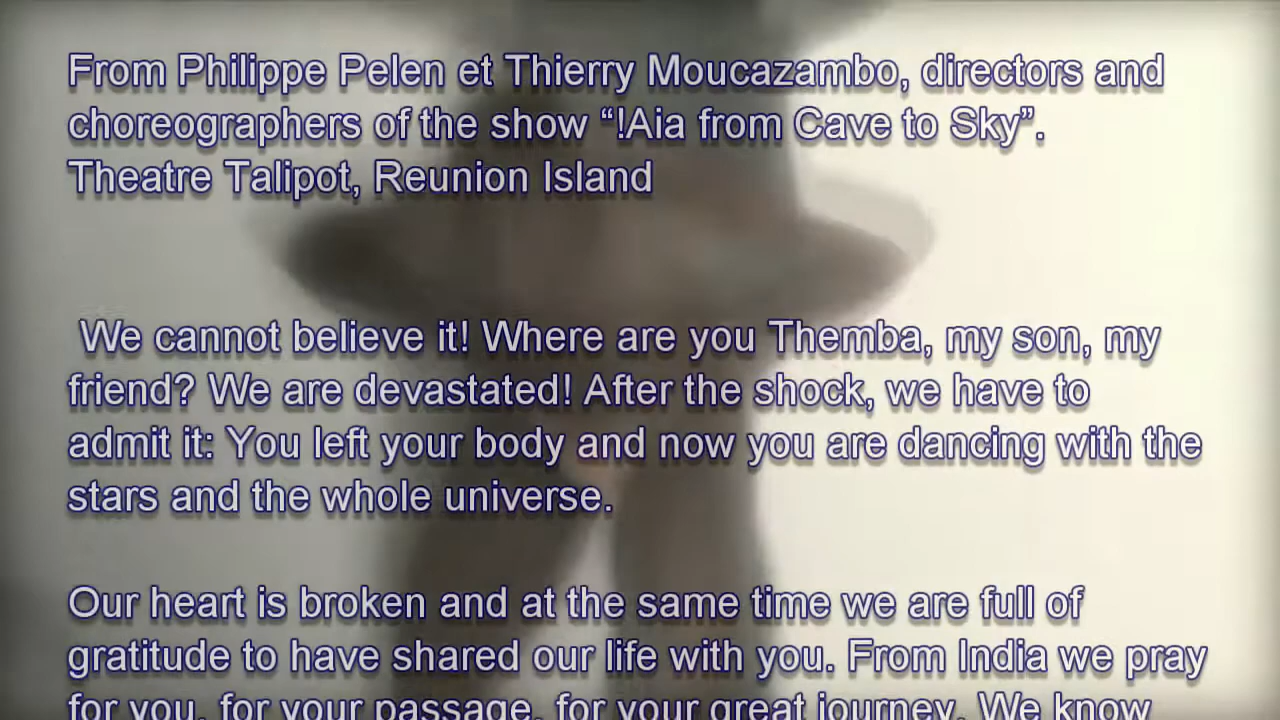 From Philippe Pelen et Thierry Moucazambo, directors and
choreographers of the show “!Aia from Cave to Sky”.
Theatre Talipot, Reunion Island
We cannot believe it! Where are you Themba, my son, my
friend? We are devastated! After the shock, we have to
admit it: You left your body and now you are dancing with the
stars and the whole universe.
Our heart is broken and at the same time we are full of
gratitude to have shared our life with you. From India we pray
for you, for your passage, for your great journey. We know